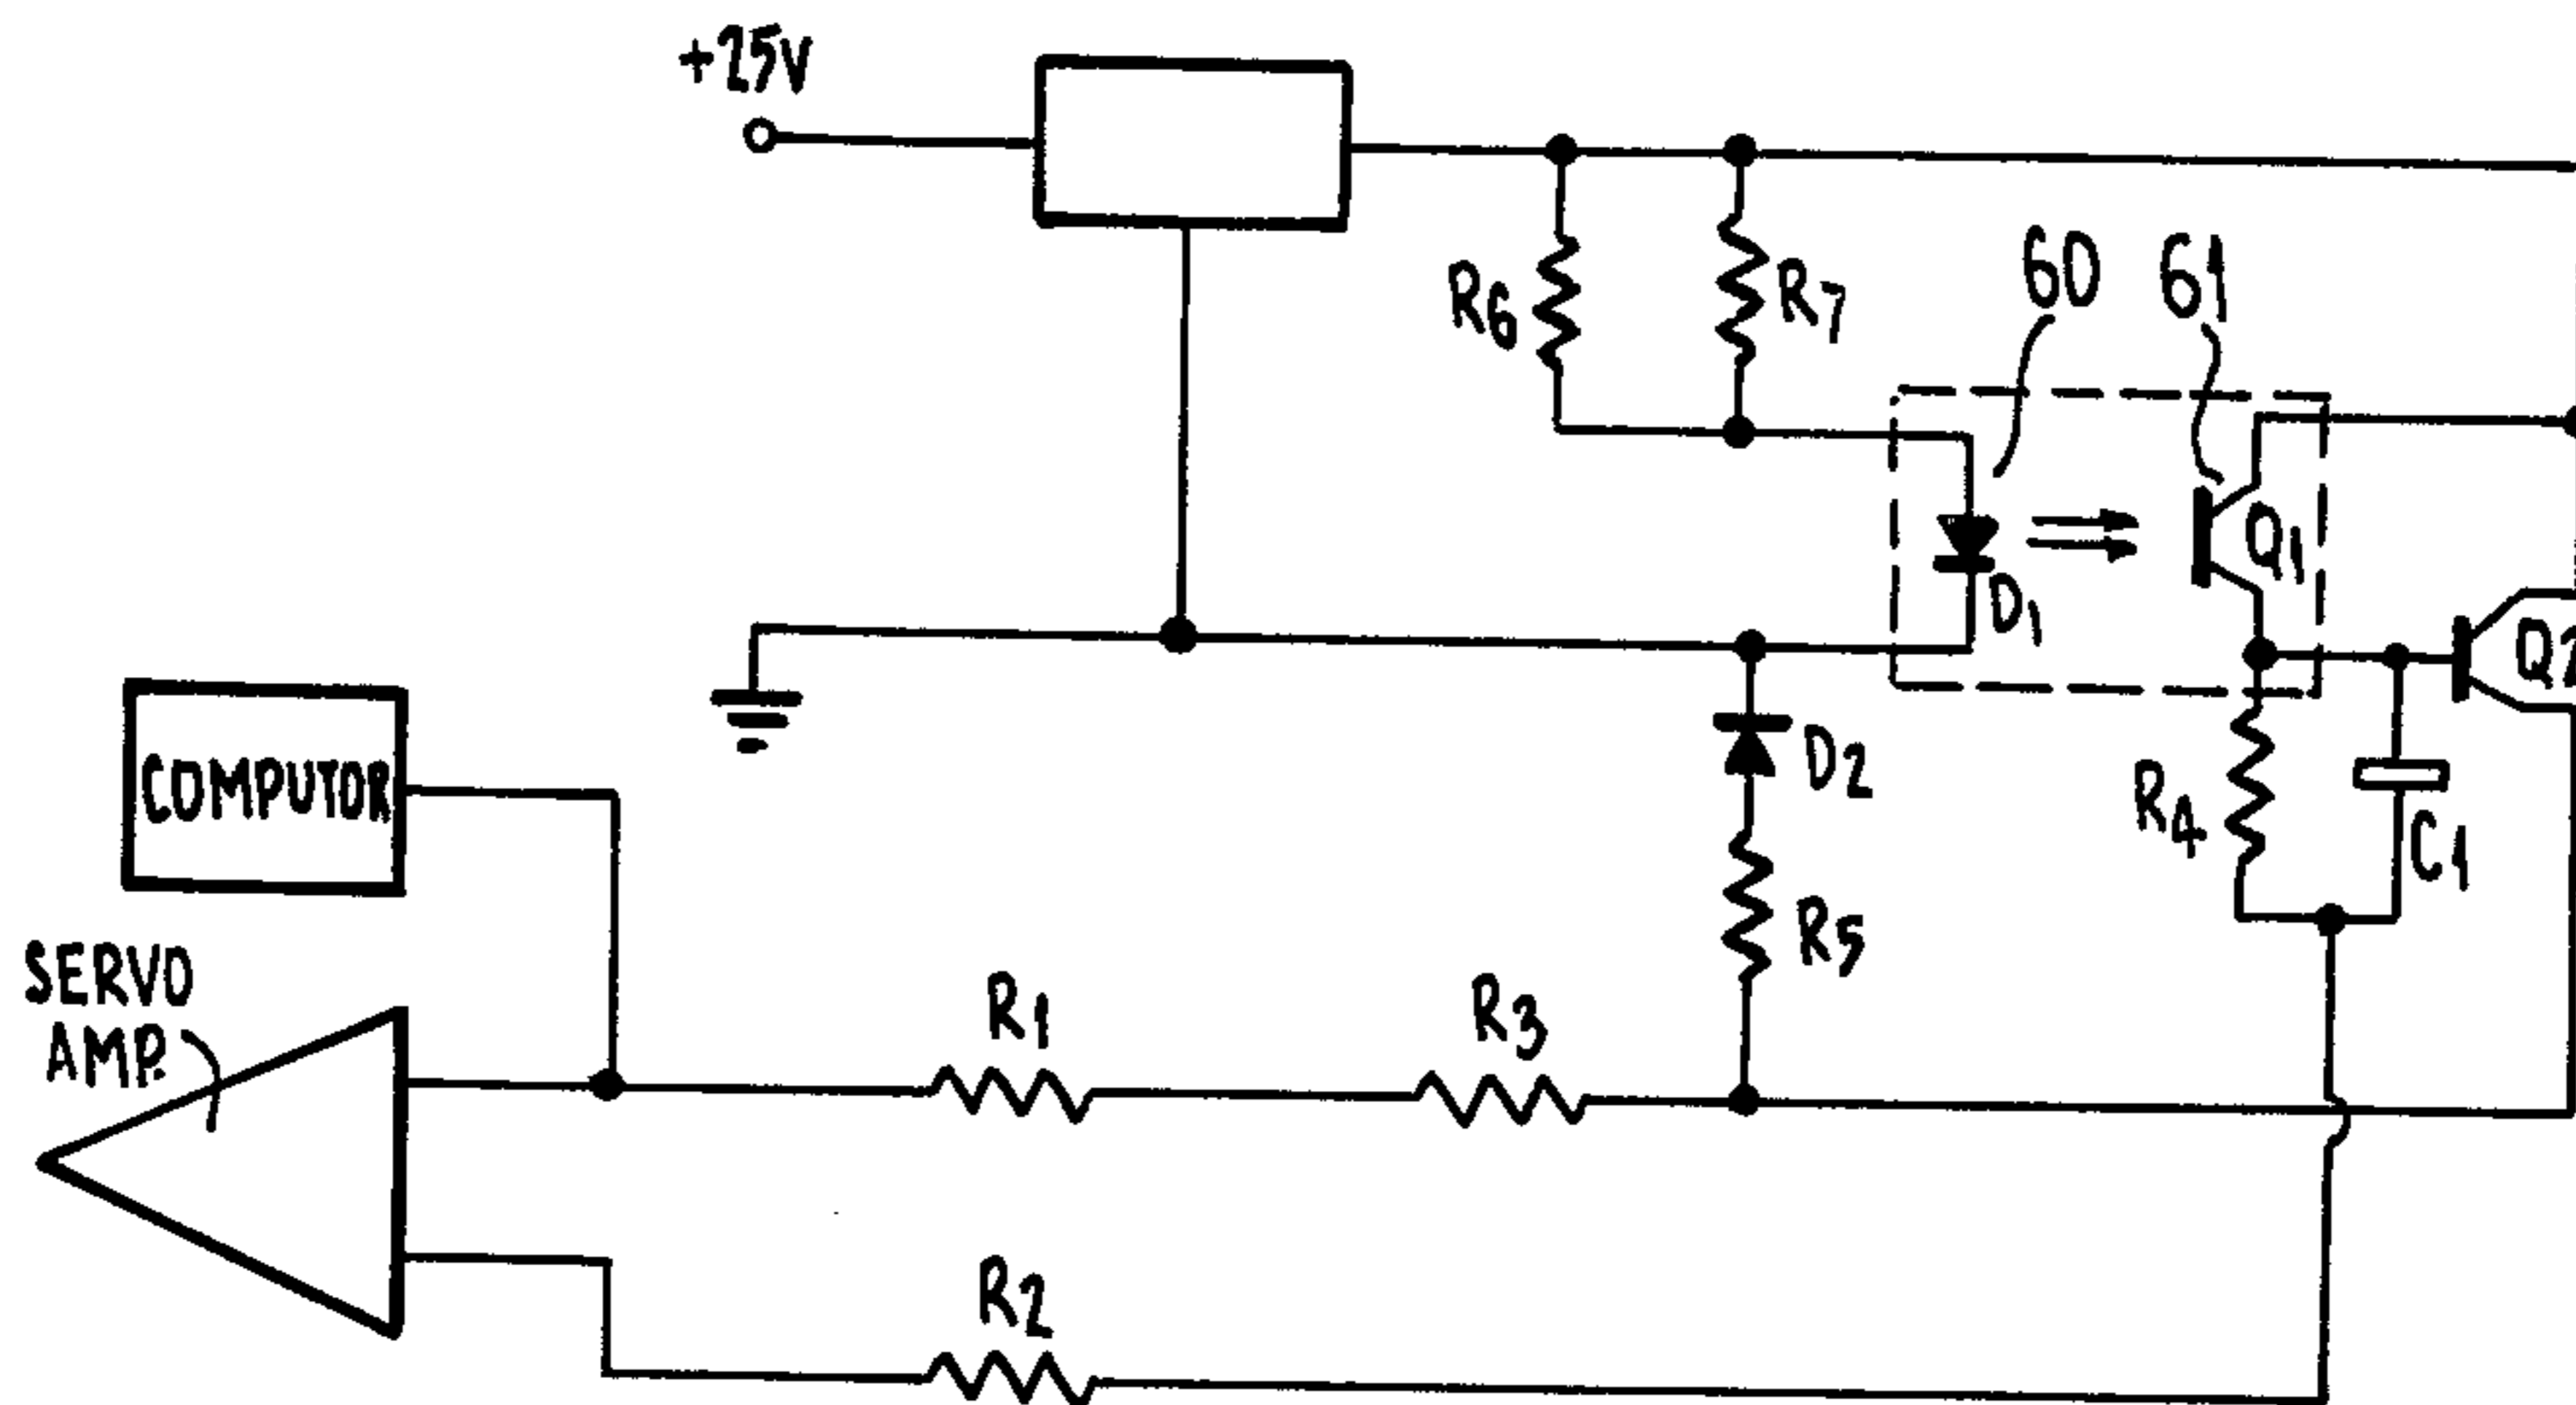 +25V
R6
R7
60
61
Q1
D1
Q2
COMPUTOR
D2
R4
C1
R5
SERVO
AMP.
R1
R3
R2